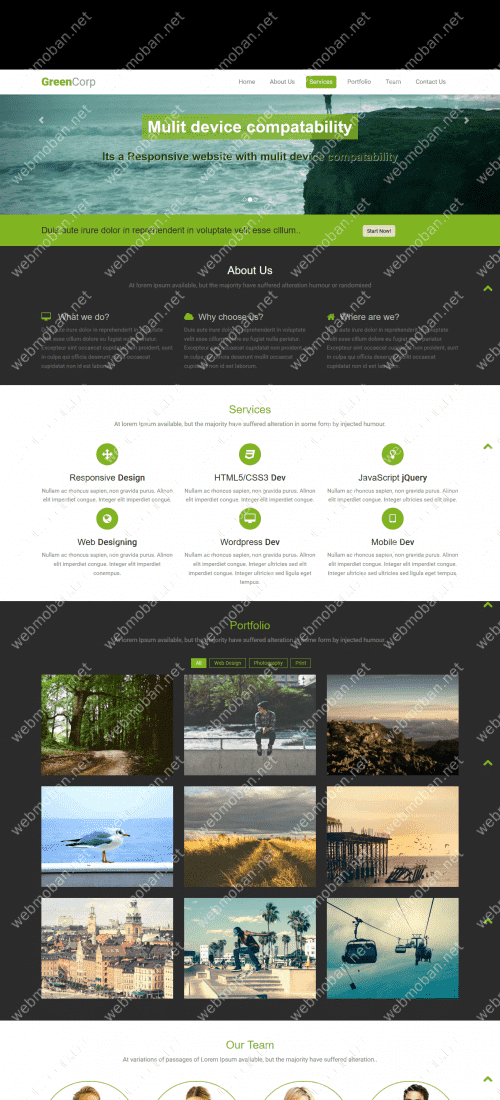 GreenCorp
Home About Us Services Portfolio Team Contact Us
Mulit device compatability
Its a Responsive website with mulit device compatability
Duis aute irure dolor in reprehenderit in voluptate velit esse cillum..
Start Now!
About Us
At lorem Ipsum available, but the majority have suffered alteration humour or randomised
What we do?
Duis aute irure dolor in reprehenderit in voluptate
velit esse cillum dolore eu fugiat nulla pariatur.
Excepteur sint occaecat cupidatat non proident, sunt
in culpa qui officia deserunt mollit occaecat
cupidatat non id est laborum.
Why choose us?
Duis aute irure dolor in reprehenderit in voluptate
velit esse cillum dolore eu fugiat nulla pariatur.
Excepteur sint occaecat cupidatat non proident, sunt
in culpa qui officia deserunt mollit occaecat
cupidatat non id est laborum.
Where are we?
Duis aute irure dolor in reprehenderit in voluptate
velit esse cillum dolore eu fugiat nulla pariatur.
Excepteur sint occaecat cupidatat non proident, sunt
in culpa qui officia deserunt mollit occaecat
cupidatat non id est laborum.
Services
At lorem Ipsum available, but the majority have suffered alteration in some form by injected humour.
Responsive Design
Nullam ac rhoncus sapien, non gravida purus. Alinon
elit imperdiet congue. Integer elit imperdiet congue.
HTML5/CSS3 Dev
Nullam ac rhoncus sapien, non gravida purus. Alinon
elit imperdiet congue. Integer elit imperdiet congue.
JavaScript jQuery
Nullam ac rhoncus sapien, non gravida purus. Alinon
elit imperdiet congue. Integer ultricies sed elit
Web Designing
Nullam ac rhoncus sapien, non gravida purus. Alinon
elit imperdiet congue. Integer elit imperdiet
conempus.
Wordpress Dev
Nullam ac rhoncus sapien, non gravida purus. Alinon
elit imperdiet congue. Integer ultricies sed elit
imperdiet congue. Integer ultricies sed ligula eget
tempus.
Mobile Dev
Nullam ac rhoncus sapien, non gravida purus. Alinon
elit imperdiet congue. Integer ultricies sed elit
imperdiet congue. Integer ultricies sed ligula eget tempus.
Portfolio
At lorem Ipsum available, but the majority have suffered alteration in some form by injected humour.
All Web Design Photography Print
Our Team
At variations of passages of Lorem Ipsum available, but the majority have suffered alteration..
webmoban.net